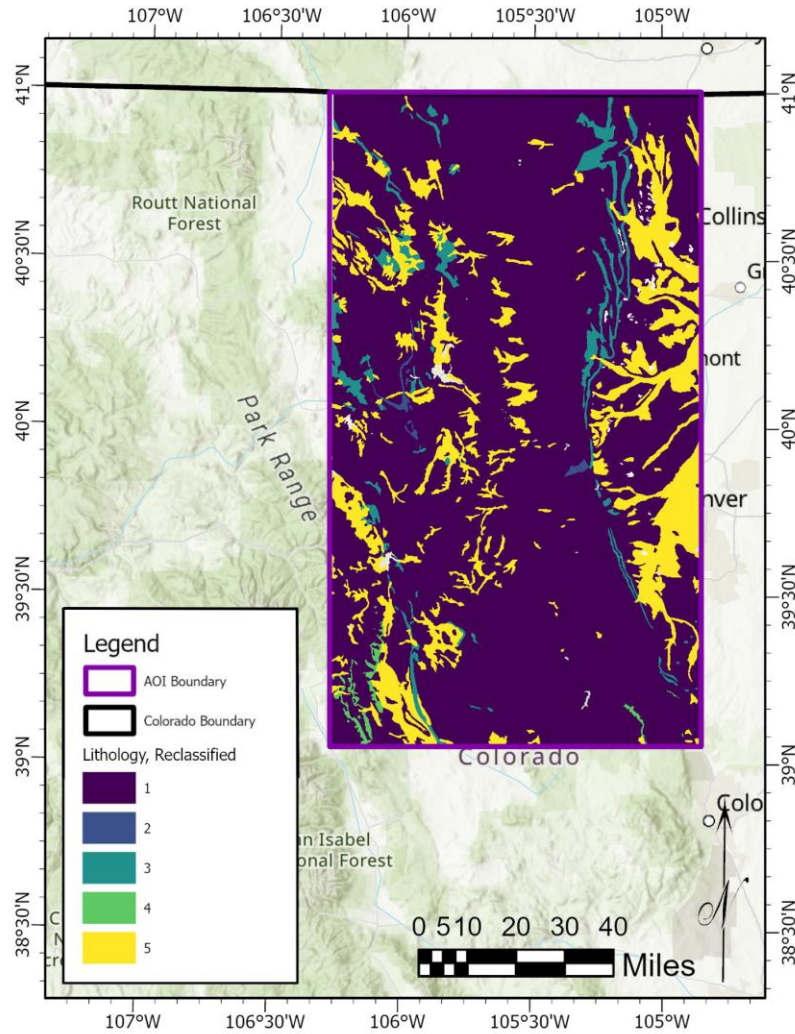 107°W 106°30'W 106°W 105°30'W 105°W
41°N
41°N
Routt National
Forest
Collins
40°30'N
40°30'N
G
mont
40°N
40°N
Park Range
nver
39°30'N
39°30'N
Legend
AOI Boundary
Colorado Boundary
Lithology, Reclassified
1
2
3
4
5
39°N
39°N
Colorado
Colo
an Isabel
onal Forest
38°30'N
38°30'N
0 5 10 20 30 40
Miles
N
107°W 106°30'W 106°W 105°30'W 105°W